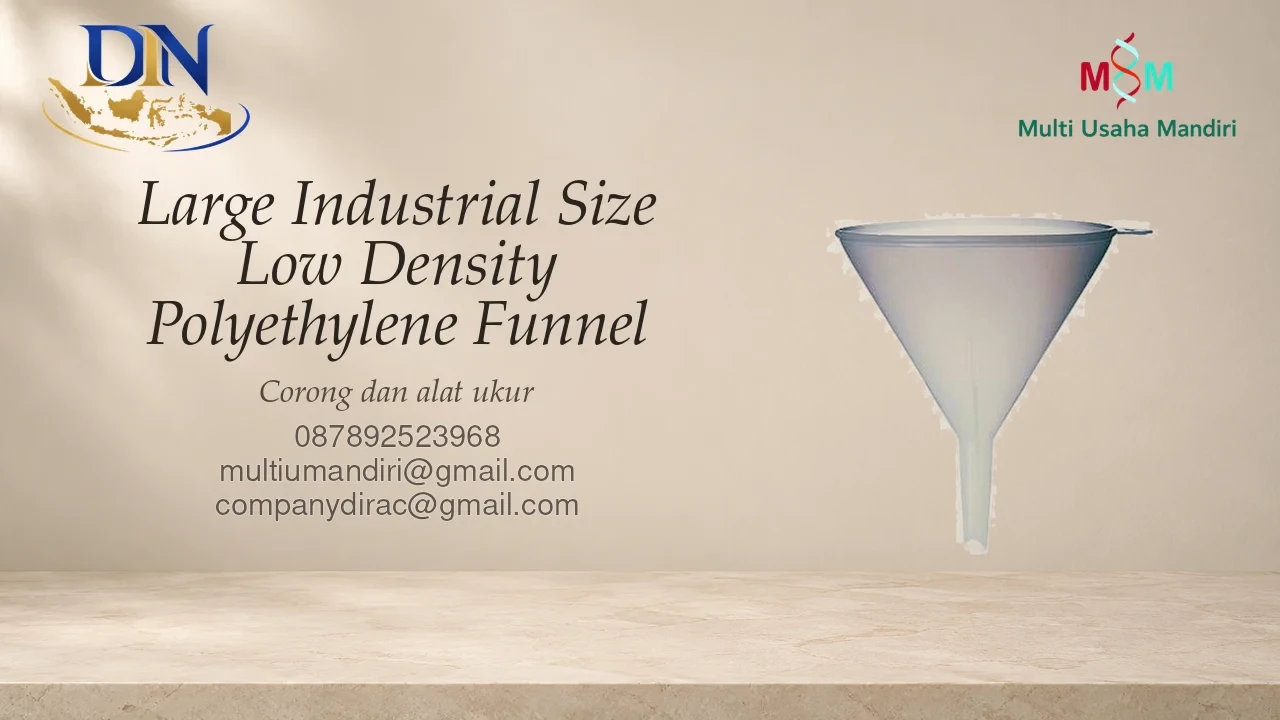 DN
M M
Multi Usaha Mandiri
Large Industrial Size
Low Density
Polyethylene Funnel
Corong dan alat ukur
087892523968
multiumandiri@gmail.com
companydirac@gmail.com